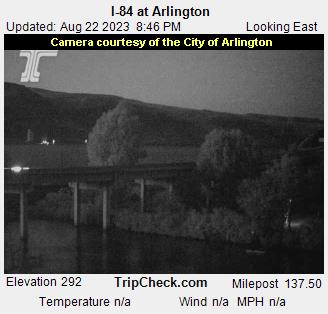 I-84 at Arlington
Updated: Aug 22 2023 8:46 PM Looking East
Camera courtesy of the City of Arlington
Elevation 292 TripCheck.com Milepost 137.50
Temperature n/a Wind n/a MPH n/a